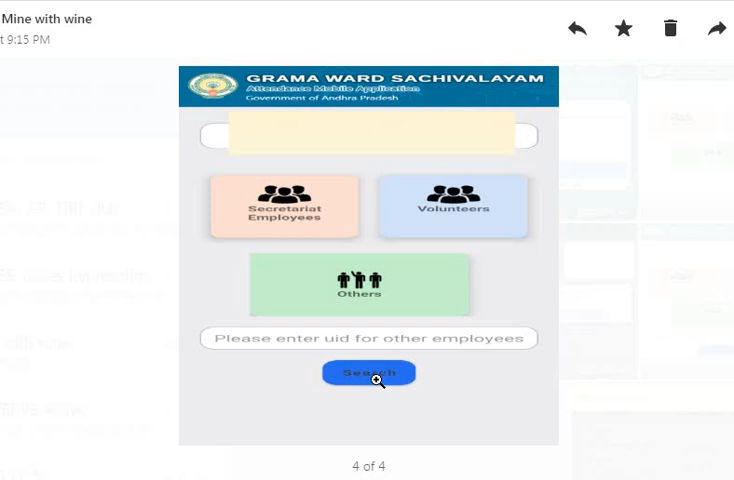 Mine with wine
t 9:15 PM
GRAMA WARD SACHIVALAYAM
Attendance Mobile Application
Government of Andhra Pradesh
Secretariat
Employees
Volunteers
Others
Please enter uid for other employees
Search
4 of 4